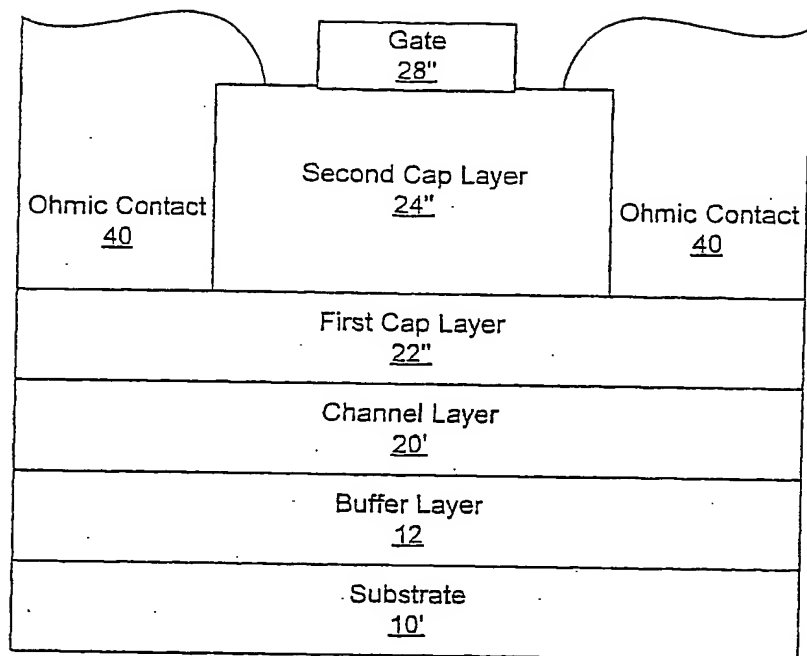 Gate
28"
Second Cap Layer
24"
Ohmic Contact
40
Ohmic Contact
40
First Cap Layer
22"
Channel Layer
20'
Buffer Layer
12
Substrate
10'